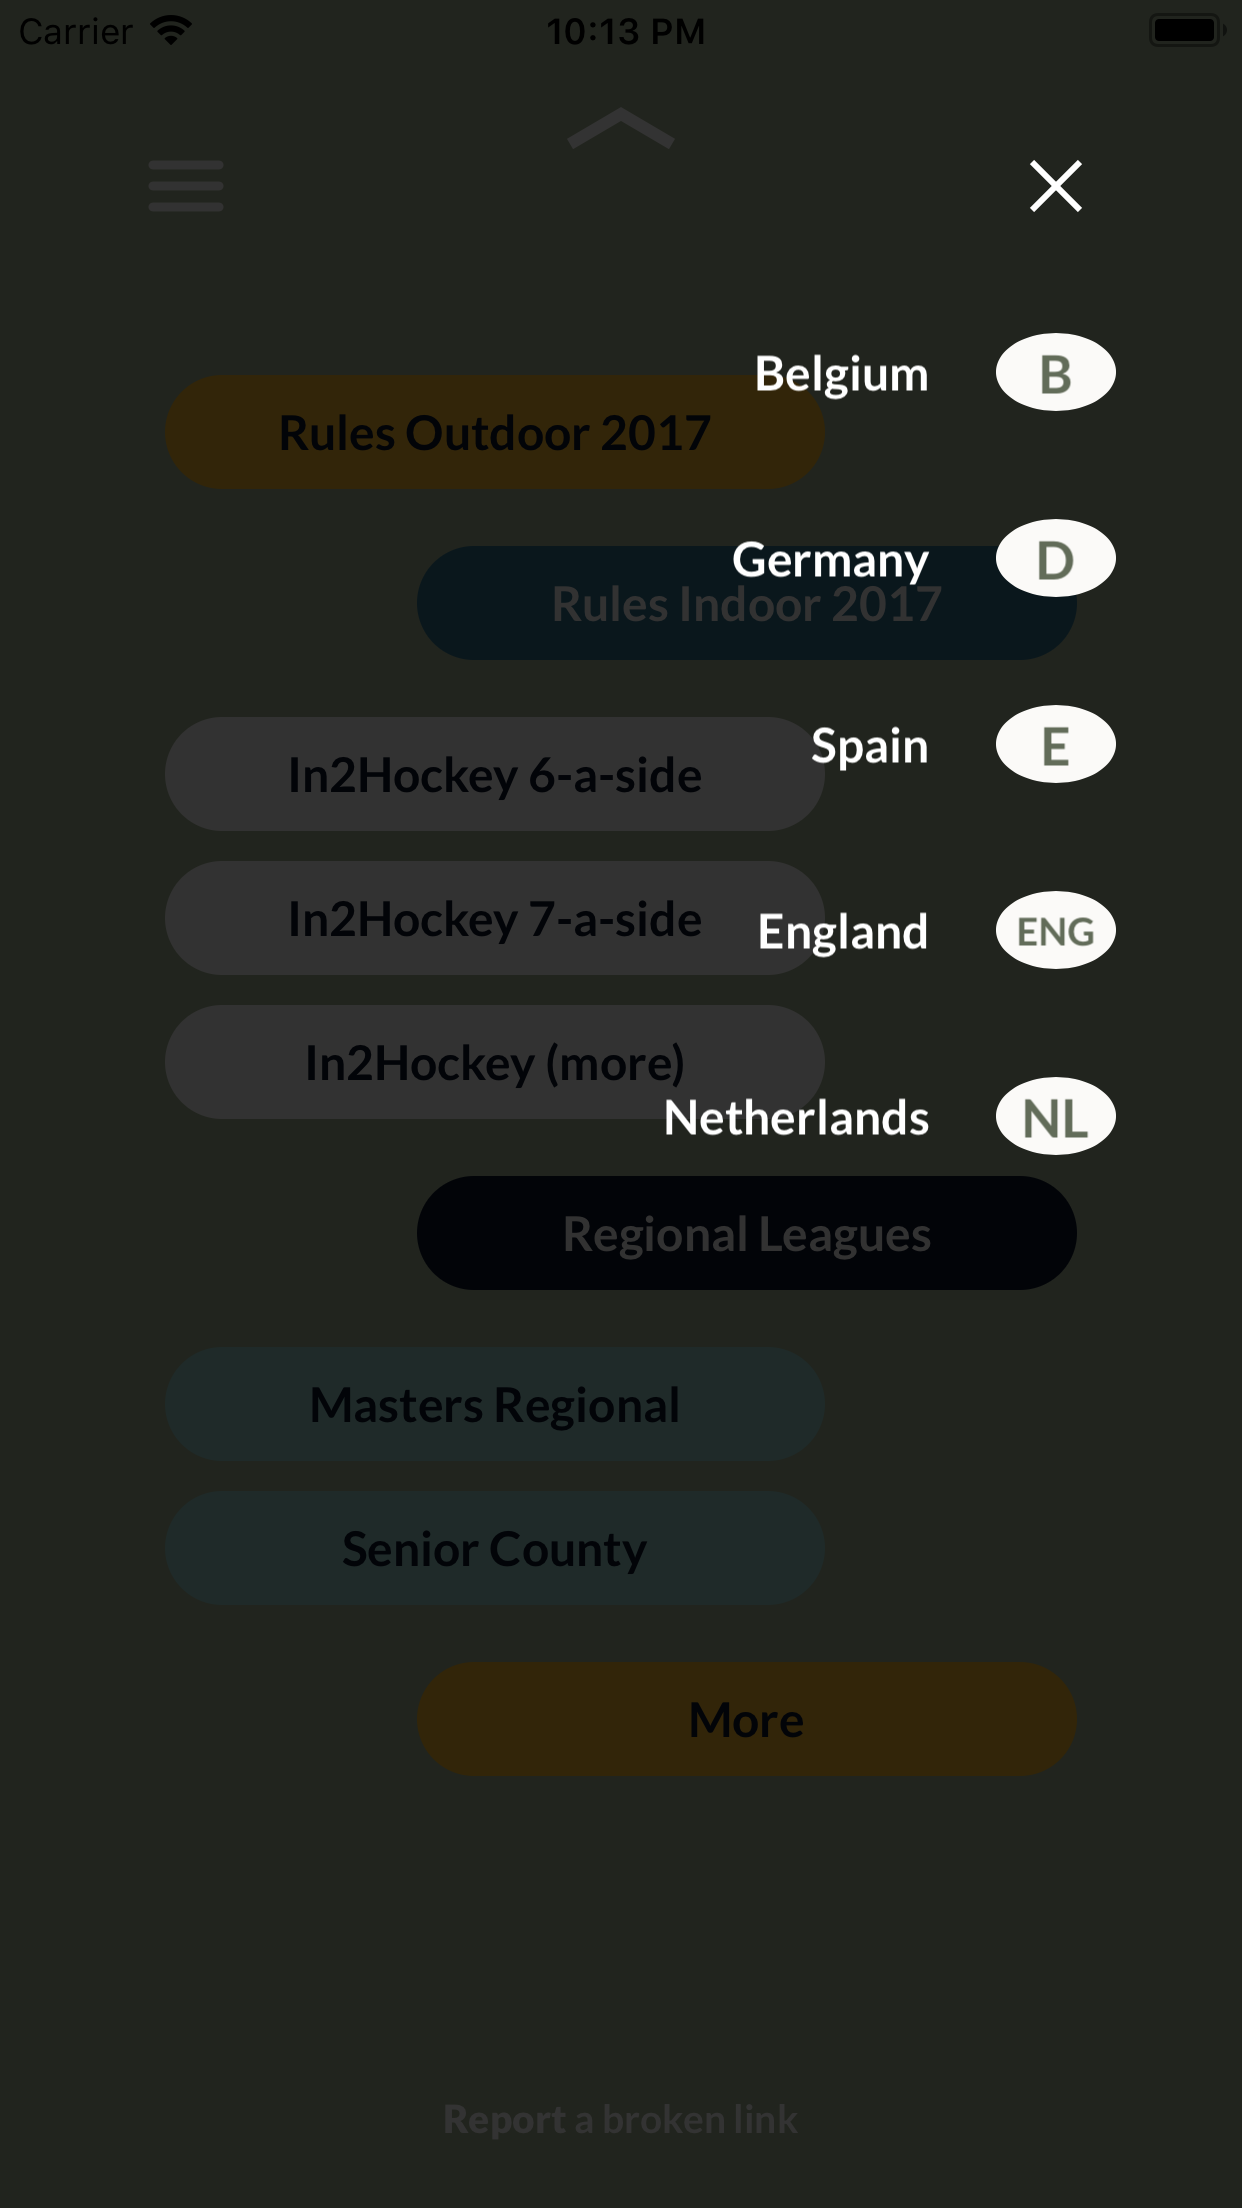 Carrier 10:13 PM
Belgium B
Rules Outdoor 2017
Germany D
Rules Indoor 2017
Spain E
In2Hockey 6-a-side
In2Hockey 7-a-side
England ENG
In2Hockey (more)
Netherlands NL
Regional Leagues
Masters Regional
Senior County
More
Report a broken link